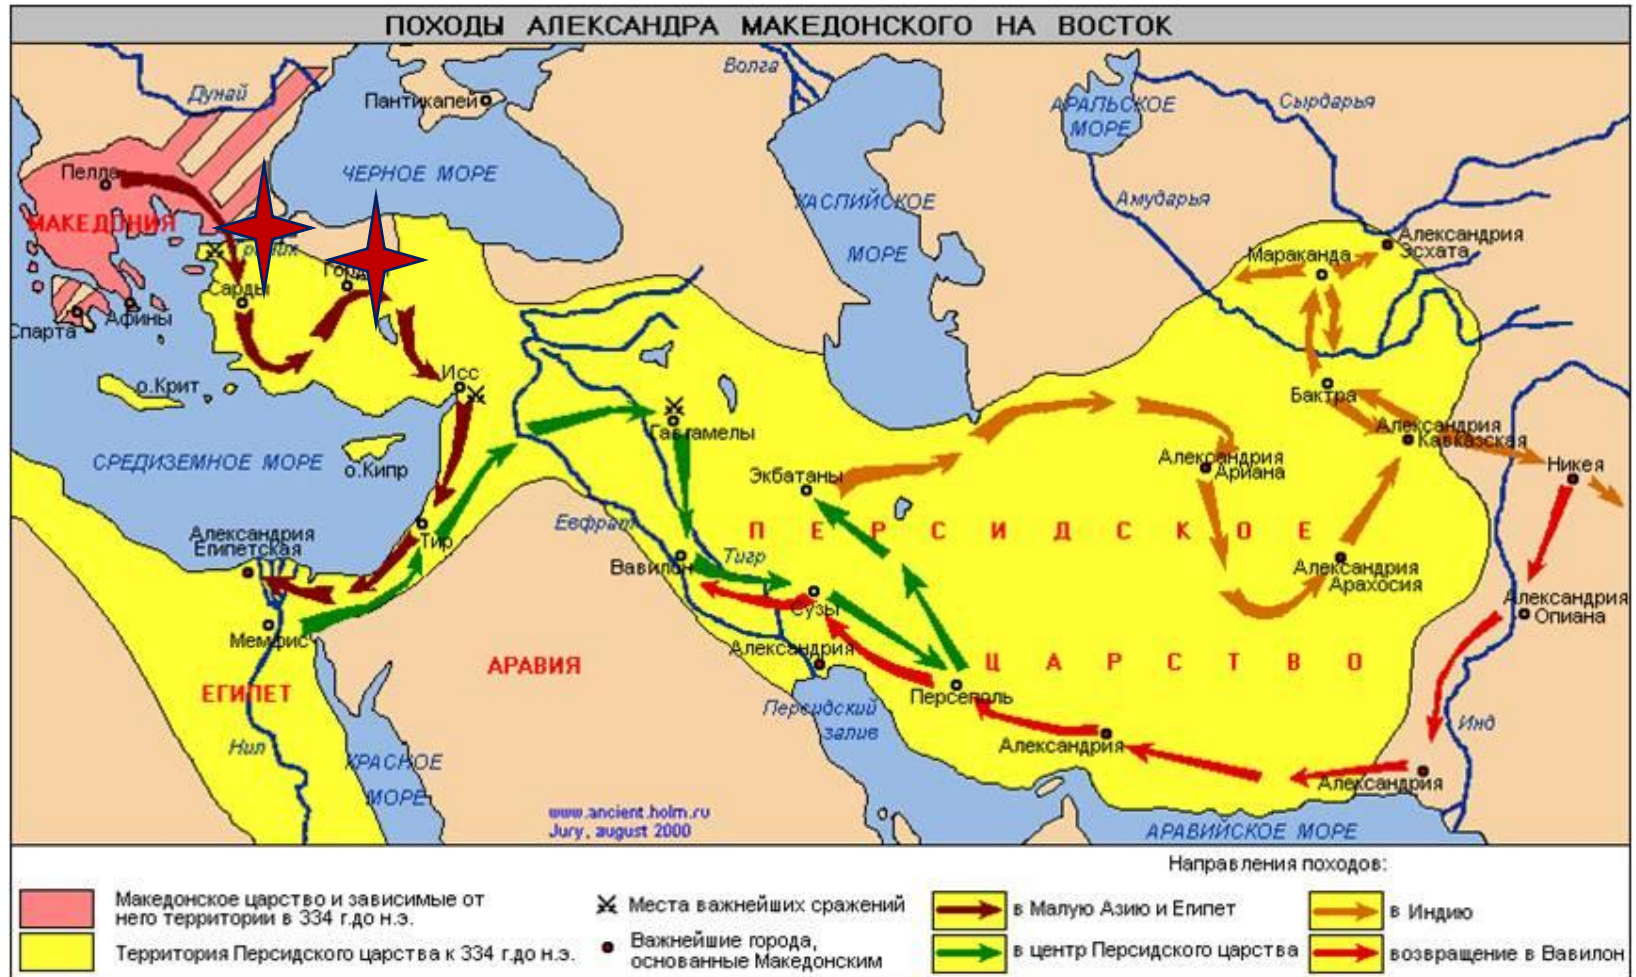 ПОХОДЫ АЛЕКСАНДРА МАКЕДОНСКОГО НА ВОСТОК
Волга
Дунай
Пантикапей
АРАЛЬСКОЕ
МОРЕ
Сырдарья
Пелла
ЧЕРНОЕ МОРЕ
КАСПИЙСКОЕ
МОРЕ
Амударья
МАКЕДОНИЯ
Александрия
Эсхата
Мараканда
Сарды
Спарта
Афины
Исс
о.Крит
Бактра
Гавгамелы
Александрия
Кавказская
СРЕДИЗЕМНОЕ МОРЕ
о.Кипр
Экбатаны
Александрия
Ариана
Никея
Александрия
Египетская
Тир
Евфрат
ПЕРСИДСКОЕ
Вавилон
Тигр
Александрия
Арахосия
Сузы
Александрия
Опиана
Мемфис
Александрия
АРАВИЯ
ЦАРСТВО
ЕГИПЕТ
Персеполь
Персидский
залив
Нил
Александрия
Инд
КРАСНОЕ
МОРЕ
Александрия
www.ancient.holm.ru
Jury, august 2000
АРАВИЙСКОЕ МОРЕ
Направления походов:
Македонское царство и зависимые от
него территории в 334 г.до н.э.
Территория Персидского царства к 334 г.до н.э.
Места важнейших сражений
Важнейшие города,
основанные Македонским
в Малую Азию и Египет
в центр Персидского царства
в Индию
возвращение в Вавилон